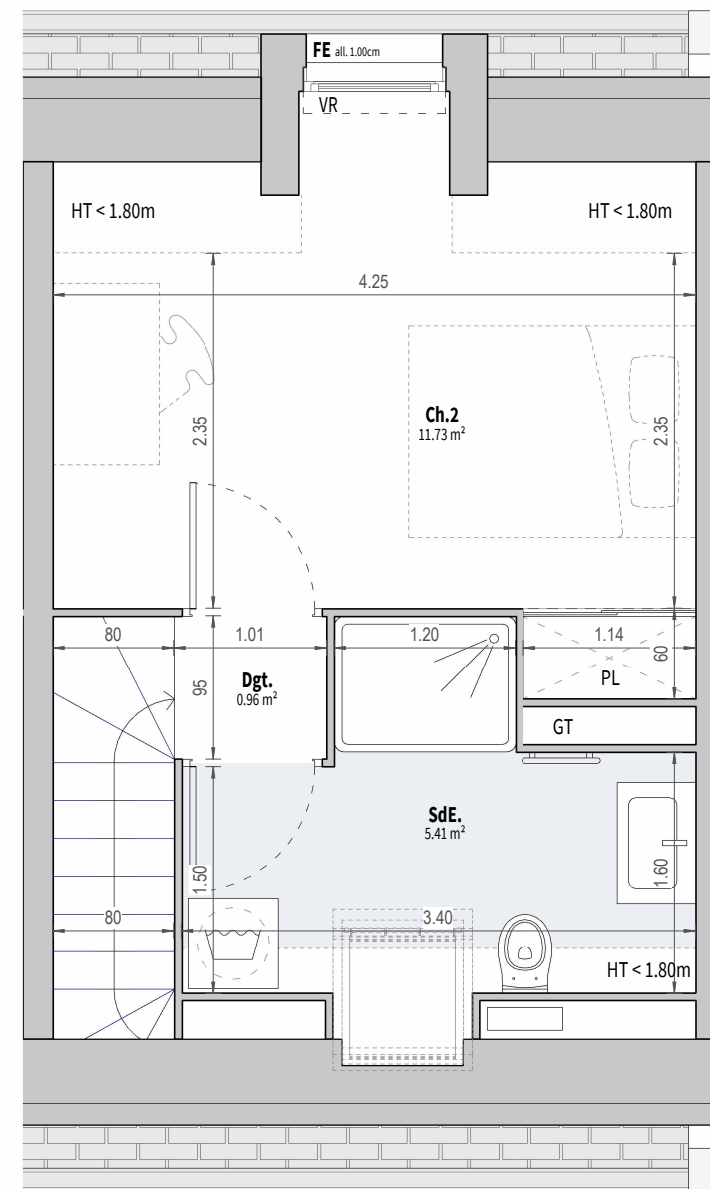 FE all. 1.00cm
VR
HT < 1.80m
HT < 1.80m
4.25
2.35
2.35
Ch.2
11.73 m²
80
1.01
1.20
1.14
60
95
Dgt.
0.96 m²
PL
GT
SdE.
5.41 m²
1.50
1.60
80
3.40
HT < 1.80m